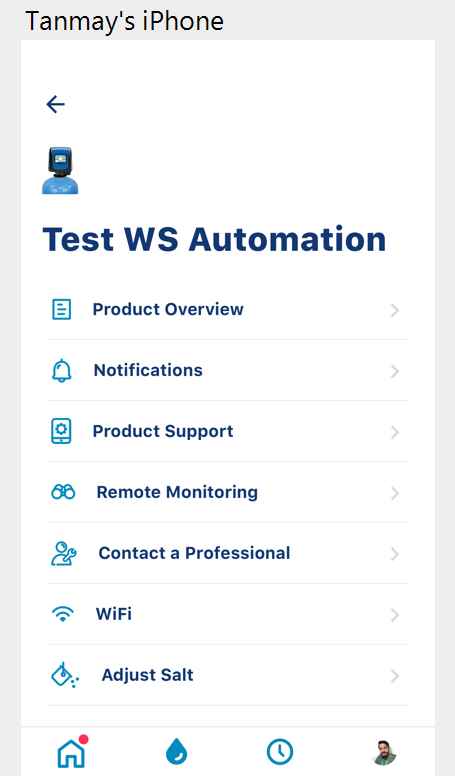 Tanmay's iPhone
Test WS Automation
Product Overview
Notifications
Product Support
Remote Monitoring
Contact a Professional
WiFi
Adjust Salt